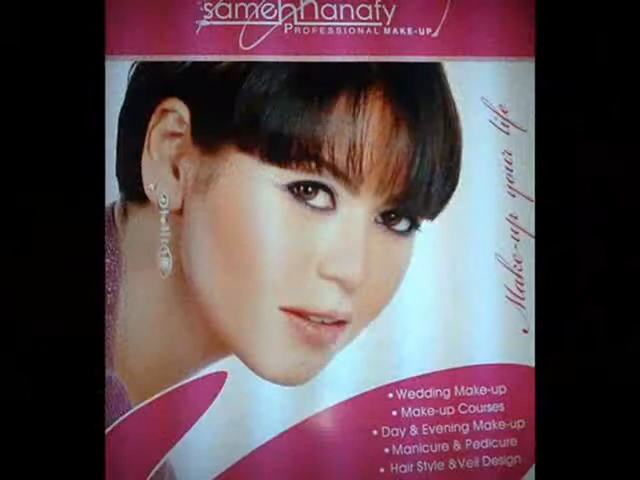 samehhanafy
PROFESSIONAL MAKE-UP
Make-up your life
• Wedding Make-up
• Make-up Courses
• Day & Evening Make-up
• Manicure & Pedicure
• Hair Style & Veil Design